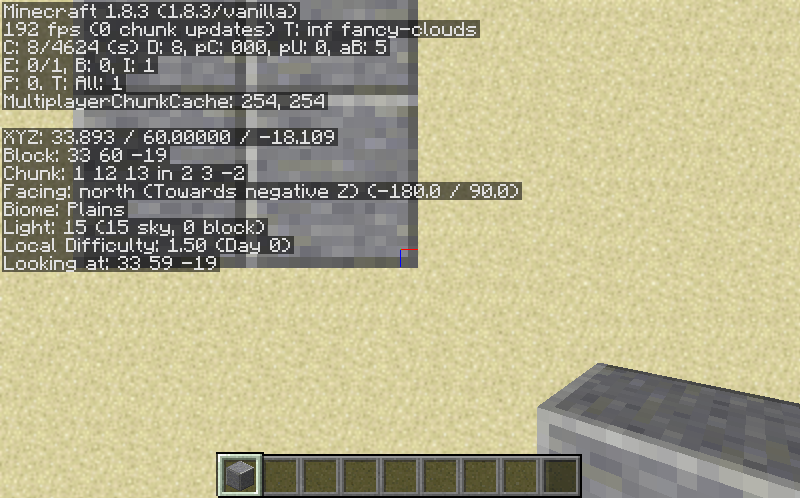 Minecraft 1.8.3 (1.8.3/vanilla)
192 fps (0 chunk updates) T: inf fancy-clouds
C: 8/4624 (s) D: 8, pC: 000, pU: 0, aB: 5
E: 0/1, B: 0, I: 1
P: 0, T: All: 1
MultiplayerChunkCache: 254, 254
XYZ: 33.893 / 60.00000 / -18.109
Block: 33 60 -19
Chunk: 1 12 13 in 2 3 -2
Facing: north (Towards negative Z) (-180.0 / 90.0)
Biome: Plains
Light: 15 (15 sky, 0 block)
Local Difficulty: 1.50 (Day 0)
Looking at: 33 59 -19